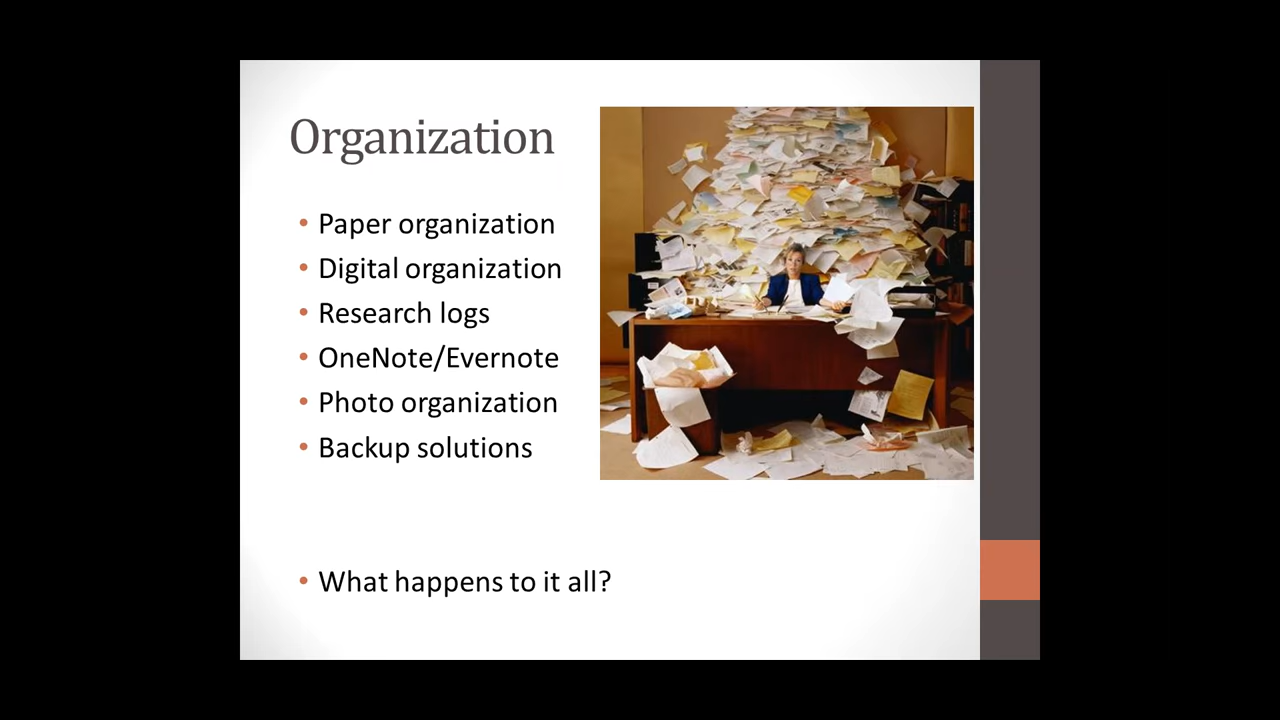 Organization
• Paper organization
• Digital organization
• Research logs
• OneNote/Evernote
• Photo organization
• Backup solutions
• What happens to it all?